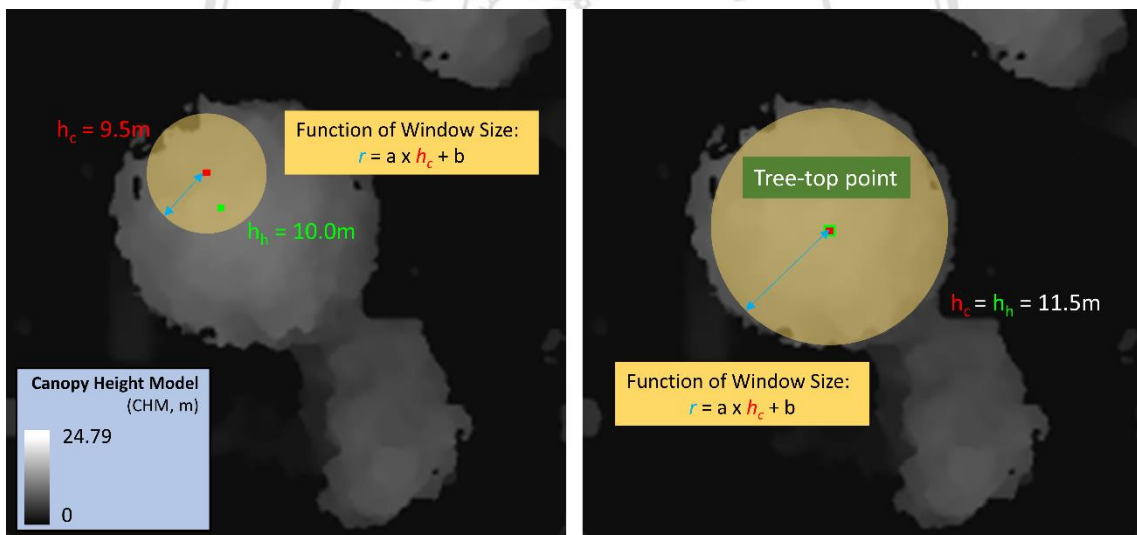 h_c = 9.5m
Function of Window Size:
r = a x h_c + b
h_h = 10.0m
Canopy Height Model
(CHM, m)
24.79
0
Tree-top point
h_c = h_h = 11.5m
Function of Window Size:
r = a x h_c + b